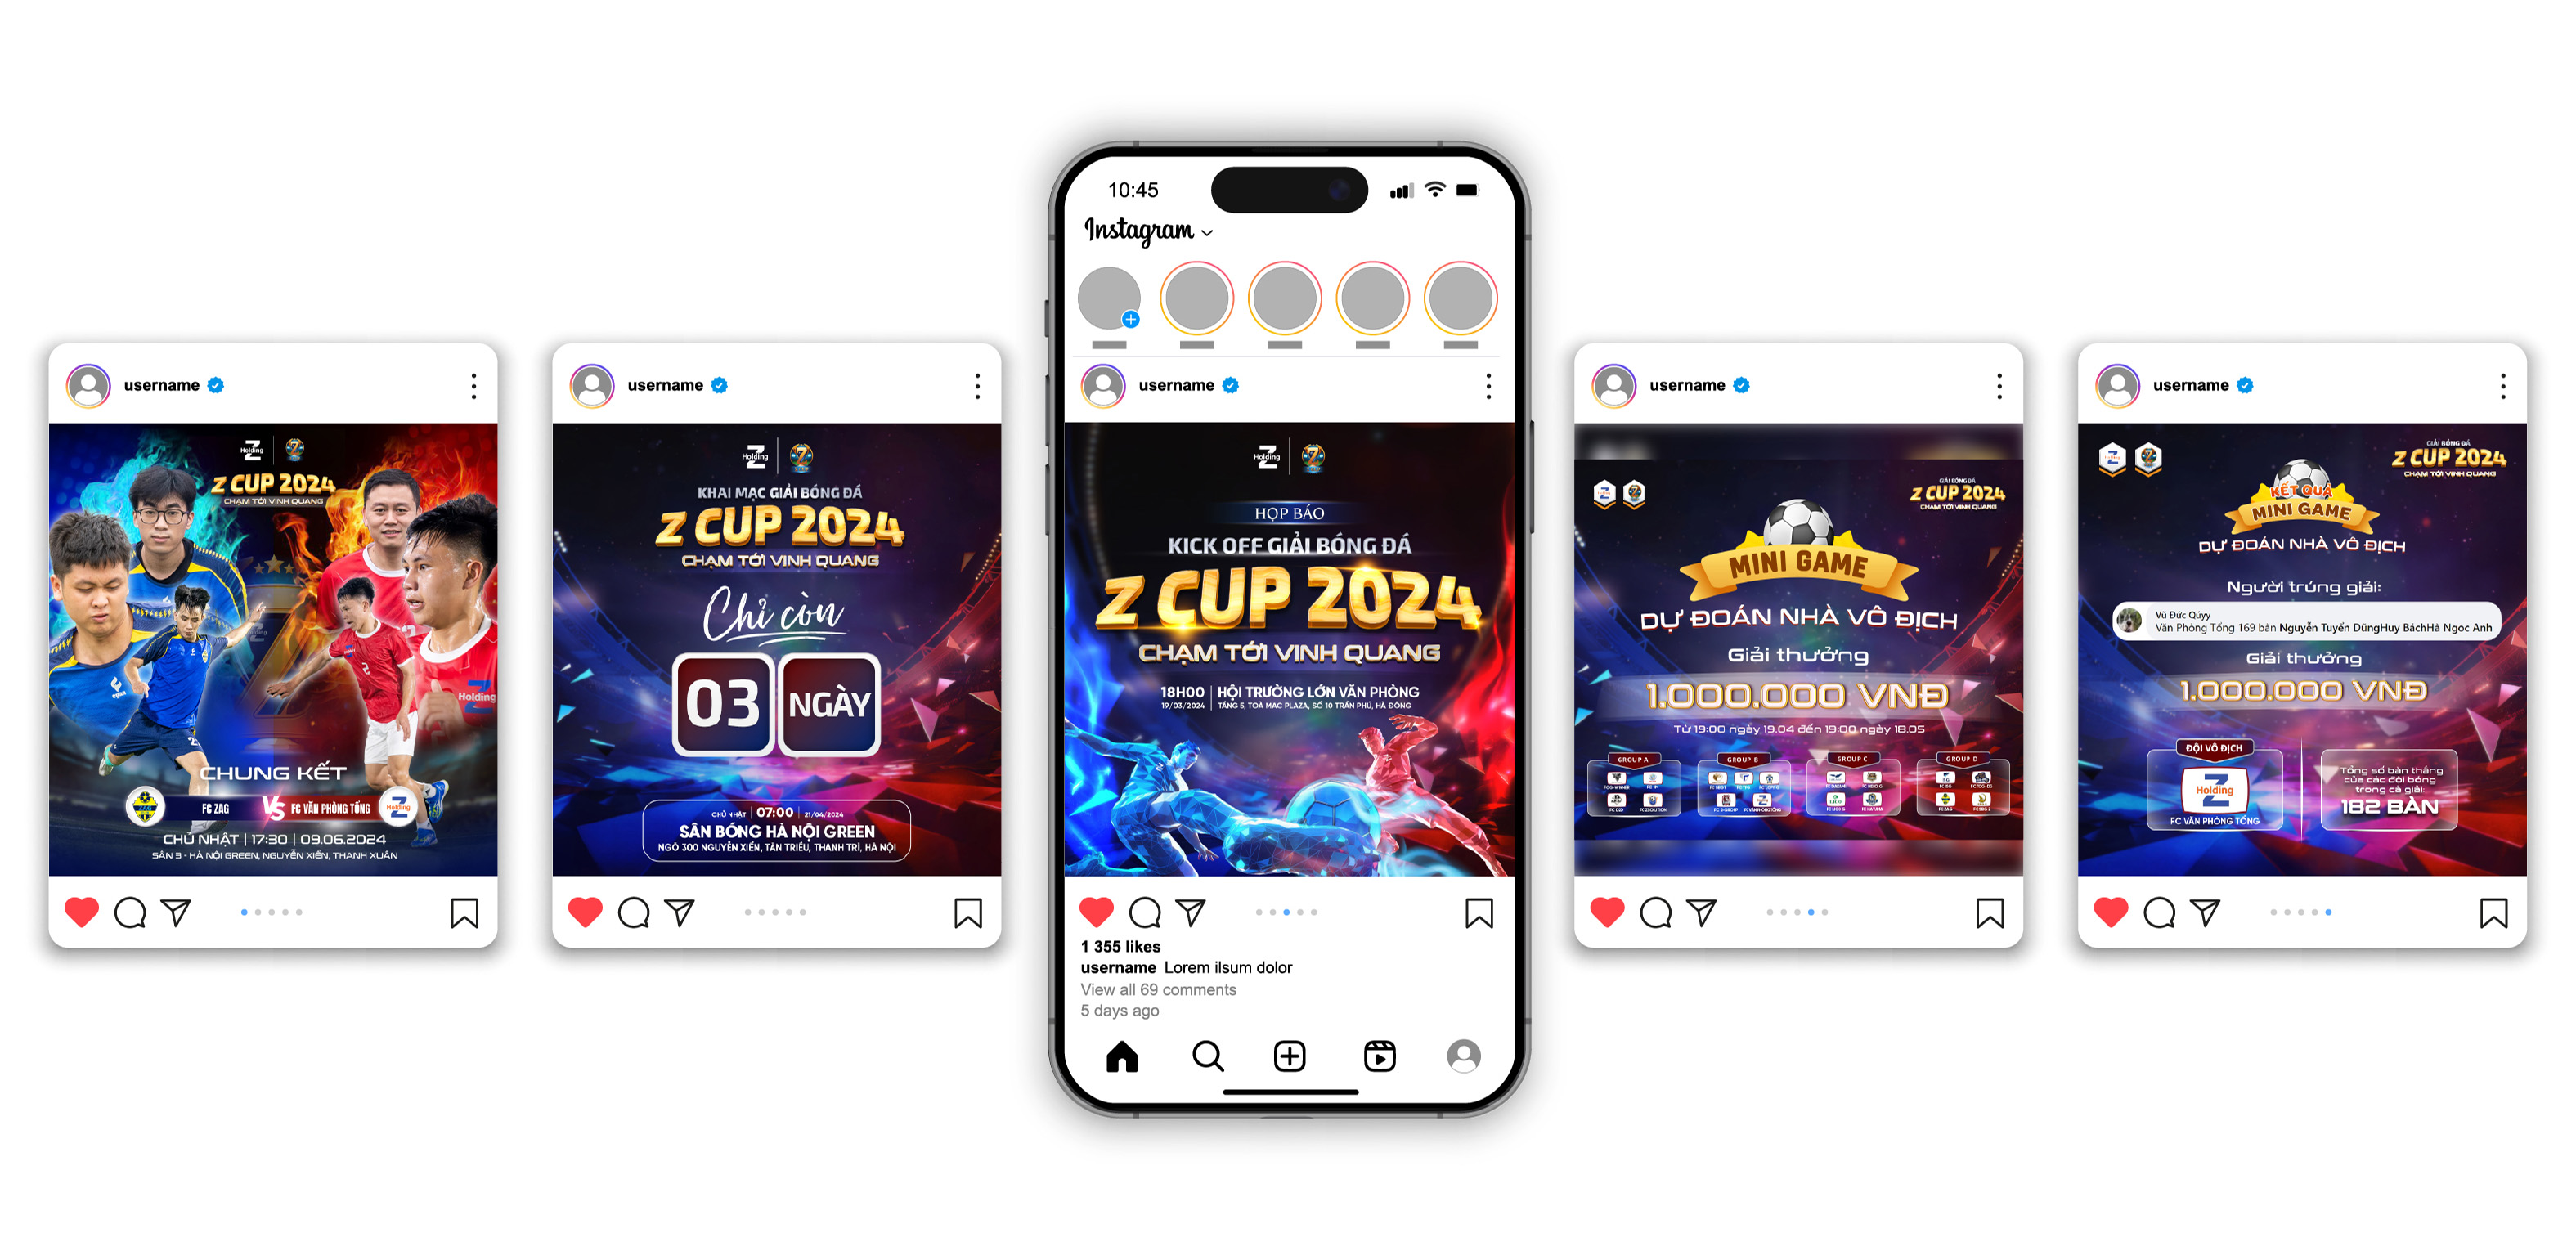 username
Z
Holding
Z CUP 2024
CHẠM TỚI VINH QUANG
Holding
CHUNG KẾT
FC ZAG
VS
FC VĂN PHÒNG TỔNG
Holding
CHỦ NHẬT | 17:30 | 09.06.2024
SÂN 3 - HÀ NỘI GREEN, NGUYỄN XIỂN, THANH XUÂN
username
Z
Holding
KHAI MẠC GIẢI BÓNG ĐÁ
Z CUP 2024
CHẠM TỚI VINH QUANG
Chỉ còn
03 NGÀY
CHỦ NHẬT | 07:00 | 21/04/2024
SÂN BÓNG HÀ NỘI GREEN
NGÕ 300 NGUYỄN XIỂN, TÂN TRIỀU, THANH TRÌ, HÀ NỘI
10:45
Instagram
username
Z
Holding
HỌP BÁO
KICK OFF GIẢI BÓNG ĐÁ
Z CUP 2024
CHẠM TỚI VINH QUANG
18H00 | HỘI TRƯỜNG LỚN VĂN PHÒNG
19/03/2024 | TẦNG 5, TOÀ MAC PLAZA, SỐ 10 TRẦN PHÚ, HÀ ĐÔNG
1 355 likes
username Lorem ilsum dolor
View all 69 comments
5 days ago
username
GIẢI BÓNG ĐÁ
Z CUP 2024
CHẠM TỚI VINH QUANG
MINI GAME
DỰ ĐOÁN NHÀ VÔ ĐỊCH
Giải thưởng
1.000.000 VNĐ
Từ 19:00 ngày 19.04 đến 19:00 ngày 18.05
GROUP A
GROUP B
GROUP C
GROUP D
username
GIẢI BÓNG ĐÁ
Z CUP 2024
CHẠM TỚI VINH QUANG
KẾT QUẢ
MINI GAME
DỰ ĐOÁN NHÀ VÔ ĐỊCH
Người trúng giải:
Vũ Đức Qúyy
Văn Phòng Tổng 169 bàn Nguyễn Tuyển DũngHuy BáchHà Ngoc Anh
Giải thưởng
1.000.000 VNĐ
ĐỘI VÔ ĐỊCH
Holding
FC VĂN PHÒNG TỔNG
Tổng số bàn thắng
của các đội bóng
trong cả giải:
182 BÀN